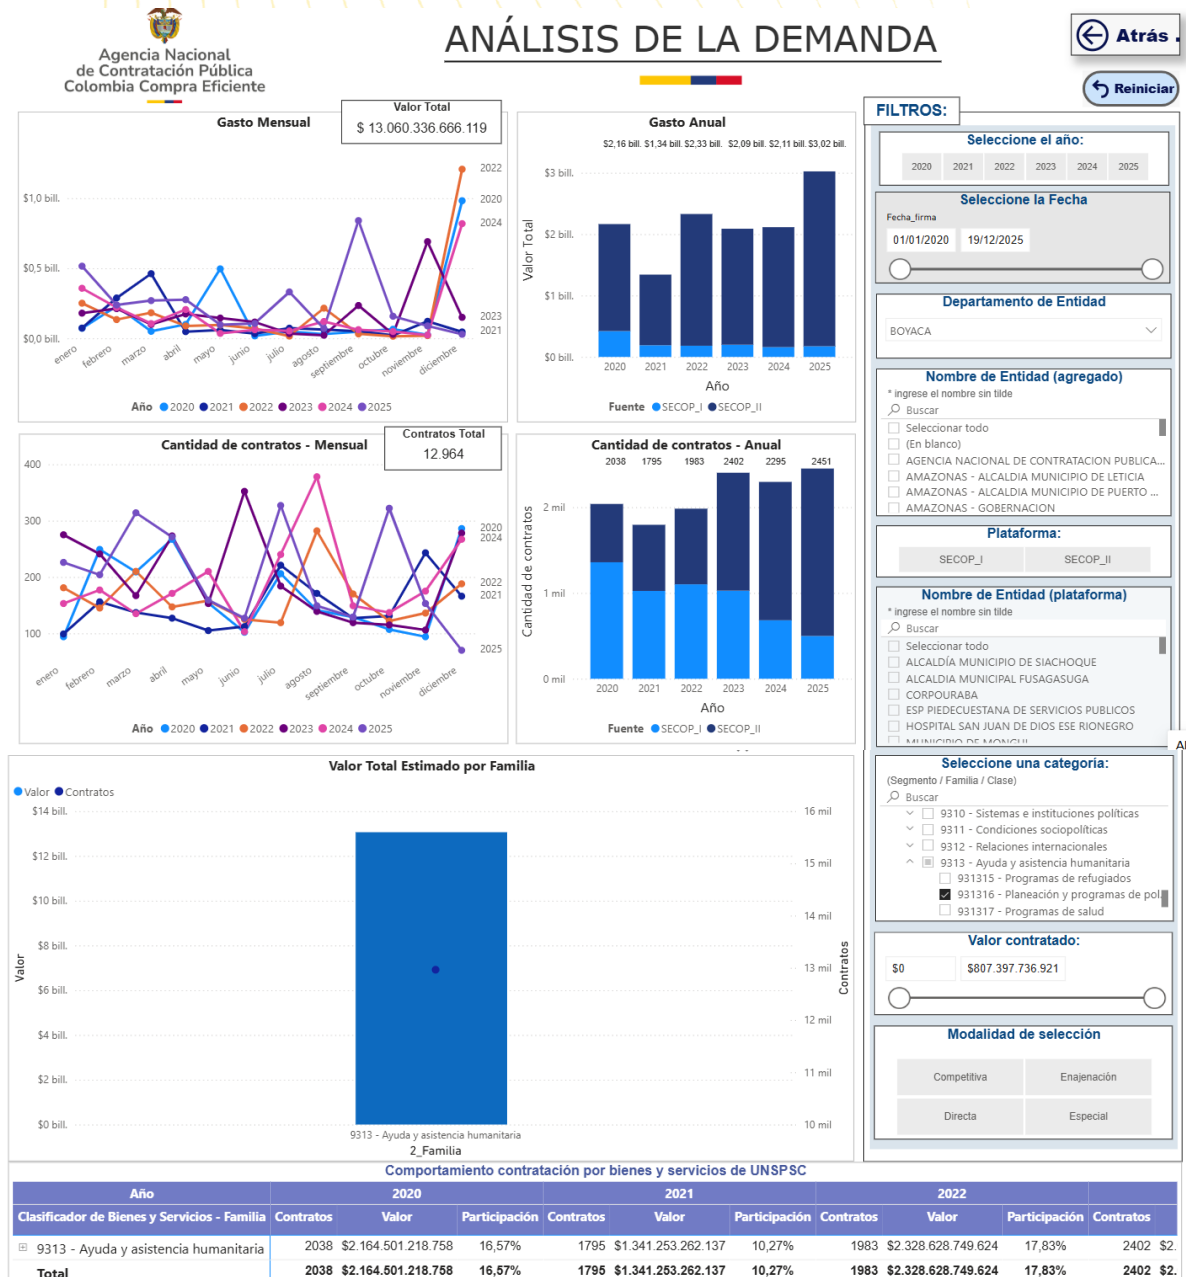 Agencia Nacional
de Contratación Pública
Colombia Compra Eficiente
ANÁLISIS DE LA DEMANDA
Atrás .
Reiniciar
Gasto Mensual
Valor Total
$ 13.060.336.666.119
$1,0 bill.
$0,5 bill.
$0,0 bill.
2022
2020
2024
2023
2021
enero febrero marzo abril mayo junio julio agosto septiembre octubre noviembre diciembre
Año 2020 2021 2022 2023 2024 2025
Gasto Anual
$2,16 bill. $1,34 bill. $2,33 bill. $2,09 bill. $2,11 bill. $3,02 bill.
Valor Total
$3 bill.
$2 bill.
$1 bill.
$0 bill.
2020 2021 2022 2023 2024 2025
Año
Fuente SECOP_I SECOP_II
Cantidad de contratos - Mensual
Contratos Total
12.964
400
300
200
100
2020
2024
2022
2021
2025
enero febrero marzo abril mayo junio julio agosto septiembre octubre noviembre diciembre
Año 2020 2021 2022 2023 2024 2025
Cantidad de contratos - Anual
2038 1795 1983 2402 2295 2451
Cantidad de contratos
2 mil
1 mil
0 mil
2020 2021 2022 2023 2024 2025
Año
Fuente SECOP_I SECOP_II
Valor Total Estimado por Familia
Valor Contratos
Valor
$14 bill.
$12 bill.
$10 bill.
$8 bill.
$6 bill.
$4 bill.
$2 bill.
$0 bill.
16 mil
15 mil
14 mil
13 mil
12 mil
11 mil
10 mil
Contratos
9313 - Ayuda y asistencia humanitaria
2_Familia
FILTROS:
Seleccione el año:
2020 2021 2022 2023 2024 2025
Seleccione la Fecha
Fecha_firma
01/01/2020 19/12/2025
Departamento de Entidad
BOYACA
Nombre de Entidad (agregado)
* ingrese el nombre sin tilde
Buscar
Seleccionar todo
(En blanco)
AGENCIA NACIONAL DE CONTRATACION PUBLICA...
AMAZONAS - ALCALDIA MUNICIPIO DE LETICIA
AMAZONAS - ALCALDIA MUNICIPIO DE PUERTO ...
AMAZONAS - GOBERNACION
Plataforma:
SECOP_I SECOP_II
Nombre de Entidad (plataforma)
* ingrese el nombre sin tilde
Buscar
Seleccionar todo
ALCALDÍA MUNICIPIO DE SIACHOQUE
ALCALDIA MUNICIPAL FUSAGASUGA
CORPOURABA
ESP PIEDECUESTANA DE SERVICIOS PUBLICOS
HOSPITAL SAN JUAN DE DIOS ESE RIONEGRO
MUNICIPIO DE MONGUI
Seleccione una categoría:
(Segmento / Familia / Clase)
Buscar
9310 - Sistemas e instituciones políticas
9311 - Condiciones sociopolíticas
9312 - Relaciones internacionales
9313 - Ayuda y asistencia humanitaria
931315 - Programas de refugiados
931316 - Planeación y programas de pol
931317 - Programas de salud
Valor contratado:
$0 $807.397.736.921
Modalidad de selección
Competitiva Enajenación
Directa Especial
Comportamiento contratación por bienes y servicios de UNSPSC
Año 2020 2021 2022
Clasificador de Bienes y Servicios - Familia Contratos Valor Participación Contratos Valor Participación Contratos Valor Participación Contratos
9313 - Ayuda y asistencia humanitaria 2038 $2.164.501.218.758 16,57% 1795 $1.341.253.262.137 10,27% 1983 $2.328.628.749.624 17,83% 2402 $2.
Total 2038 $2.164.501.218.758 16,57% 1795 $1.341.253.262.137 10,27% 1983 $2.328.628.749.624 17,83% 2402 $2.